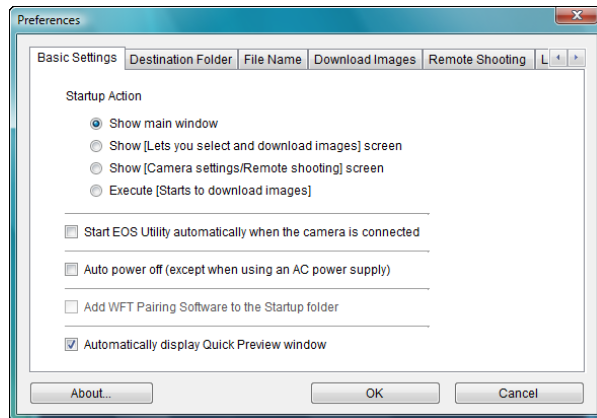 Preferences
Basic Settings Destination Folder File Name Download Images Remote Shooting L
Startup Action
Show main window
Show [Lets you select and download images] screen
Show [Camera settings/Remote shooting] screen
Execute [Starts to download images]
Start EOS Utility automatically when the camera is connected
Auto power off (except when using an AC power supply)
Add WFT Pairing Software to the Startup folder
Automatically display Quick Preview window
About... OK Cancel